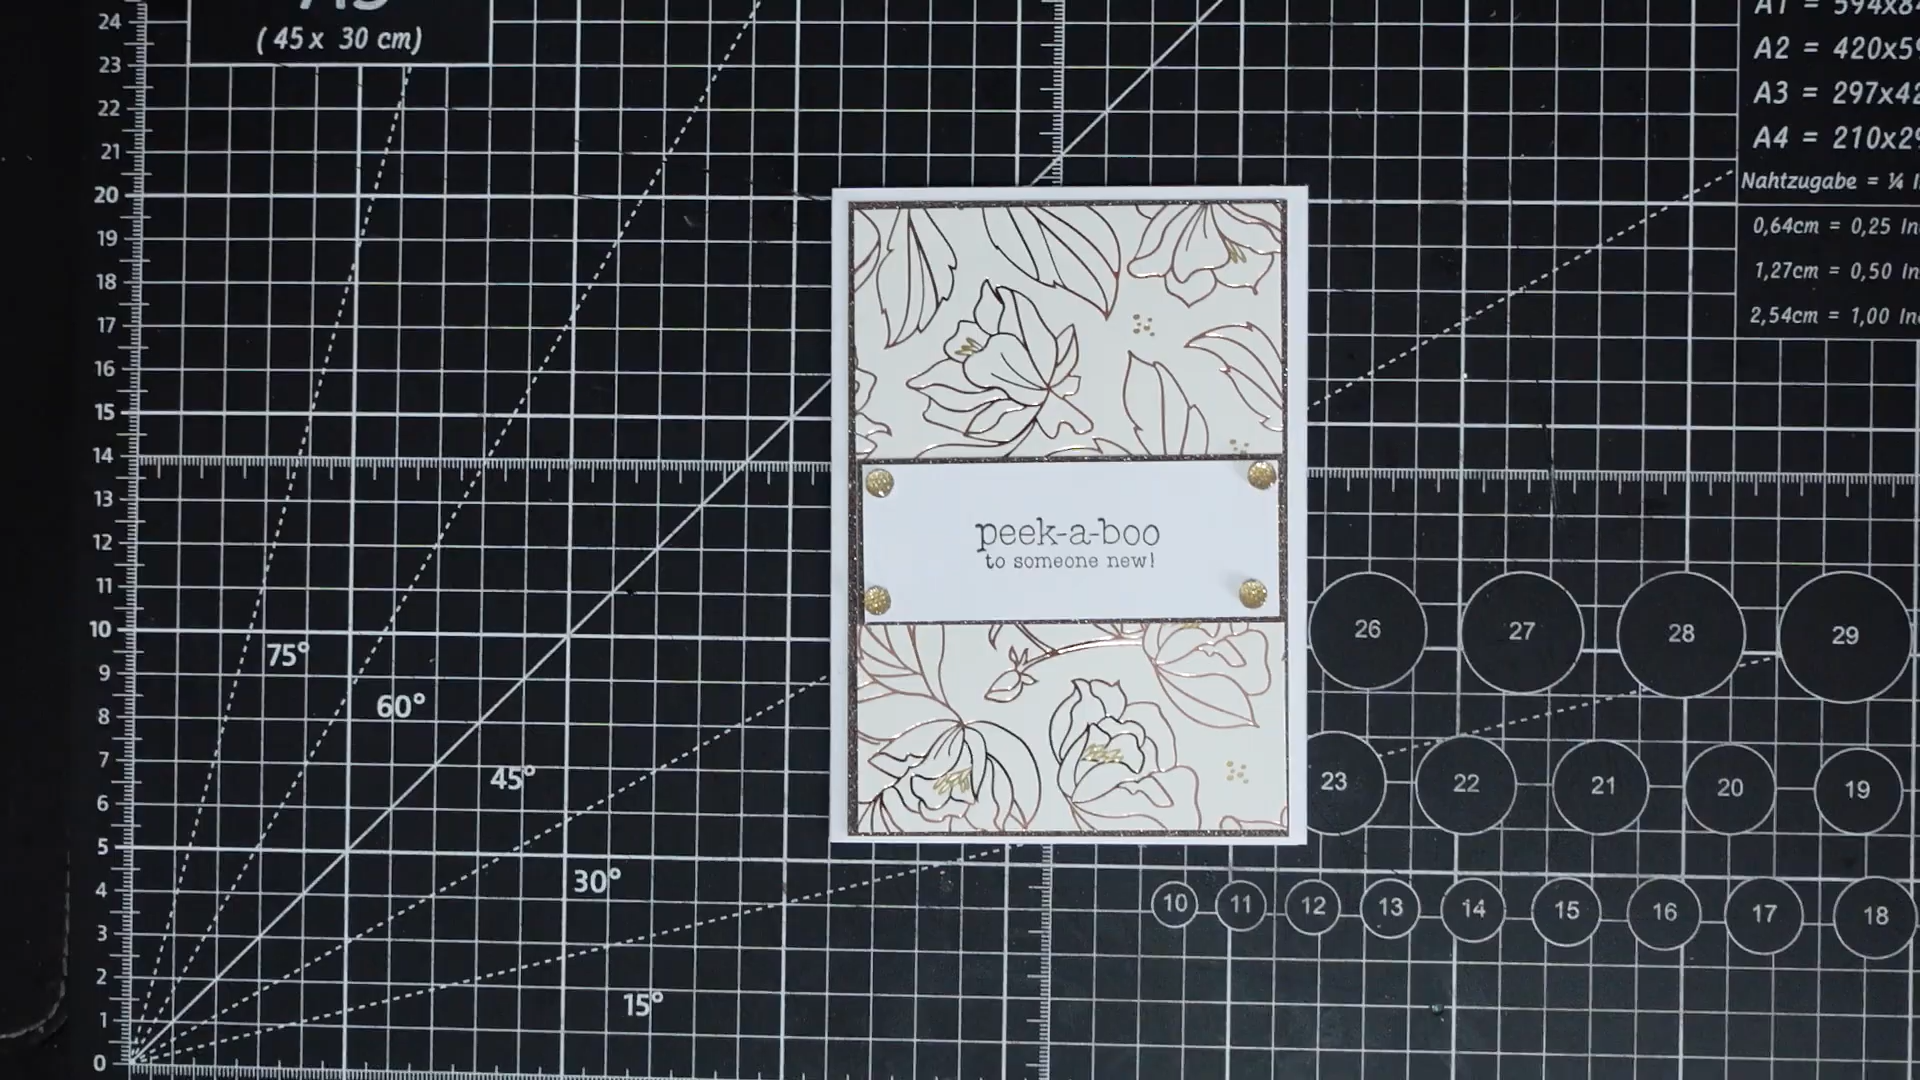 ( 45 x 30 cm)
24
23
22
21
20
19
18
17
16
15
14
13
12
11
10
9
8
7
6
5
4
3
2
1
0
75°
60°
45°
30°
15°
A2 = 420x5
A3 = 297x42
A4 = 210x29
Nahtzugabe = ¼ I
0,64cm = 0,25 In
1,27cm = 0,50 In
2,54cm = 1,00 In
peek-a-boo
to someone new!
26 27 28 29
23 22 21 20 19
10 11 12 13 14 15 16 17 18